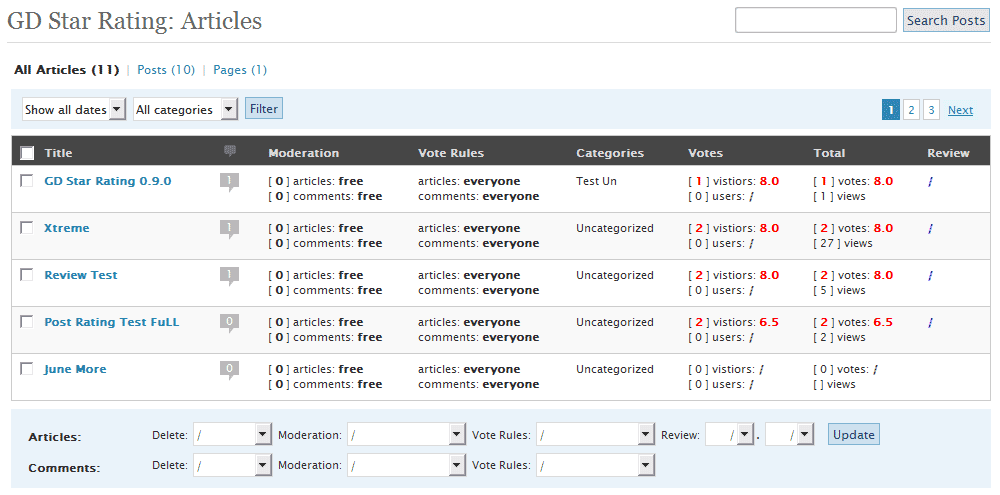 GD Star Rating: Articles
Search Posts
All Articles (11) | Posts (10) | Pages (1)
Show all dates All categories Filter 1 2 3 Next
Title Moderation Vote Rules Categories Votes Total Review
GD Star Rating 0.9.0 1 [ 0 ] articles: free articles: everyone Test Un [ 1 ] vistiors: 8.0 [ 1 ] votes: 8.0 /
[ 0 ] comments: free comments: everyone [ 0 ] users: / [ 1 ] views
Xtreme 1 [ 0 ] articles: free articles: everyone Uncategorized [ 2 ] vistiors: 8.0 [ 2 ] votes: 8.0 /
[ 0 ] comments: free comments: everyone [ 0 ] users: / [ 27 ] views
Review Test 1 [ 0 ] articles: free articles: everyone Uncategorized [ 2 ] vistiors: 8.0 [ 2 ] votes: 8.0 /
[ 0 ] comments: free comments: everyone [ 0 ] users: / [ 5 ] views
Post Rating Test FuLL 0 [ 0 ] articles: free articles: everyone Uncategorized [ 2 ] vistiors: 6.5 [ 2 ] votes: 6.5 /
[ 0 ] comments: free comments: everyone [ 0 ] users: / [ 2 ] views
June More 0 [ 0 ] articles: free articles: everyone Uncategorized [ 0 ] vistiors: / [ 0 ] votes: /
[ 0 ] comments: free comments: everyone [ 0 ] users: / [ ] views
Articles: Delete: / Moderation: / Vote Rules: / Review: / . / Update
Comments: Delete: / Moderation: / Vote Rules: /